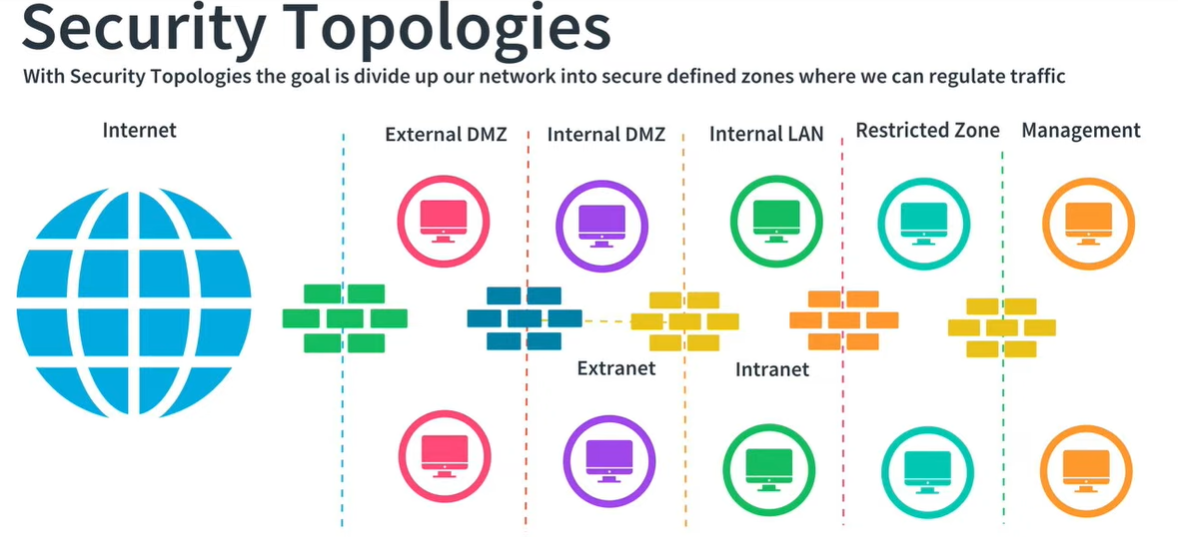 Security Topologies
With Security Topologies the goal is divide up our network into secure defined zones where we can regulate traffic
Internet
External DMZ
Internal DMZ
Internal LAN
Restricted Zone
Management
Extranet
Intranet